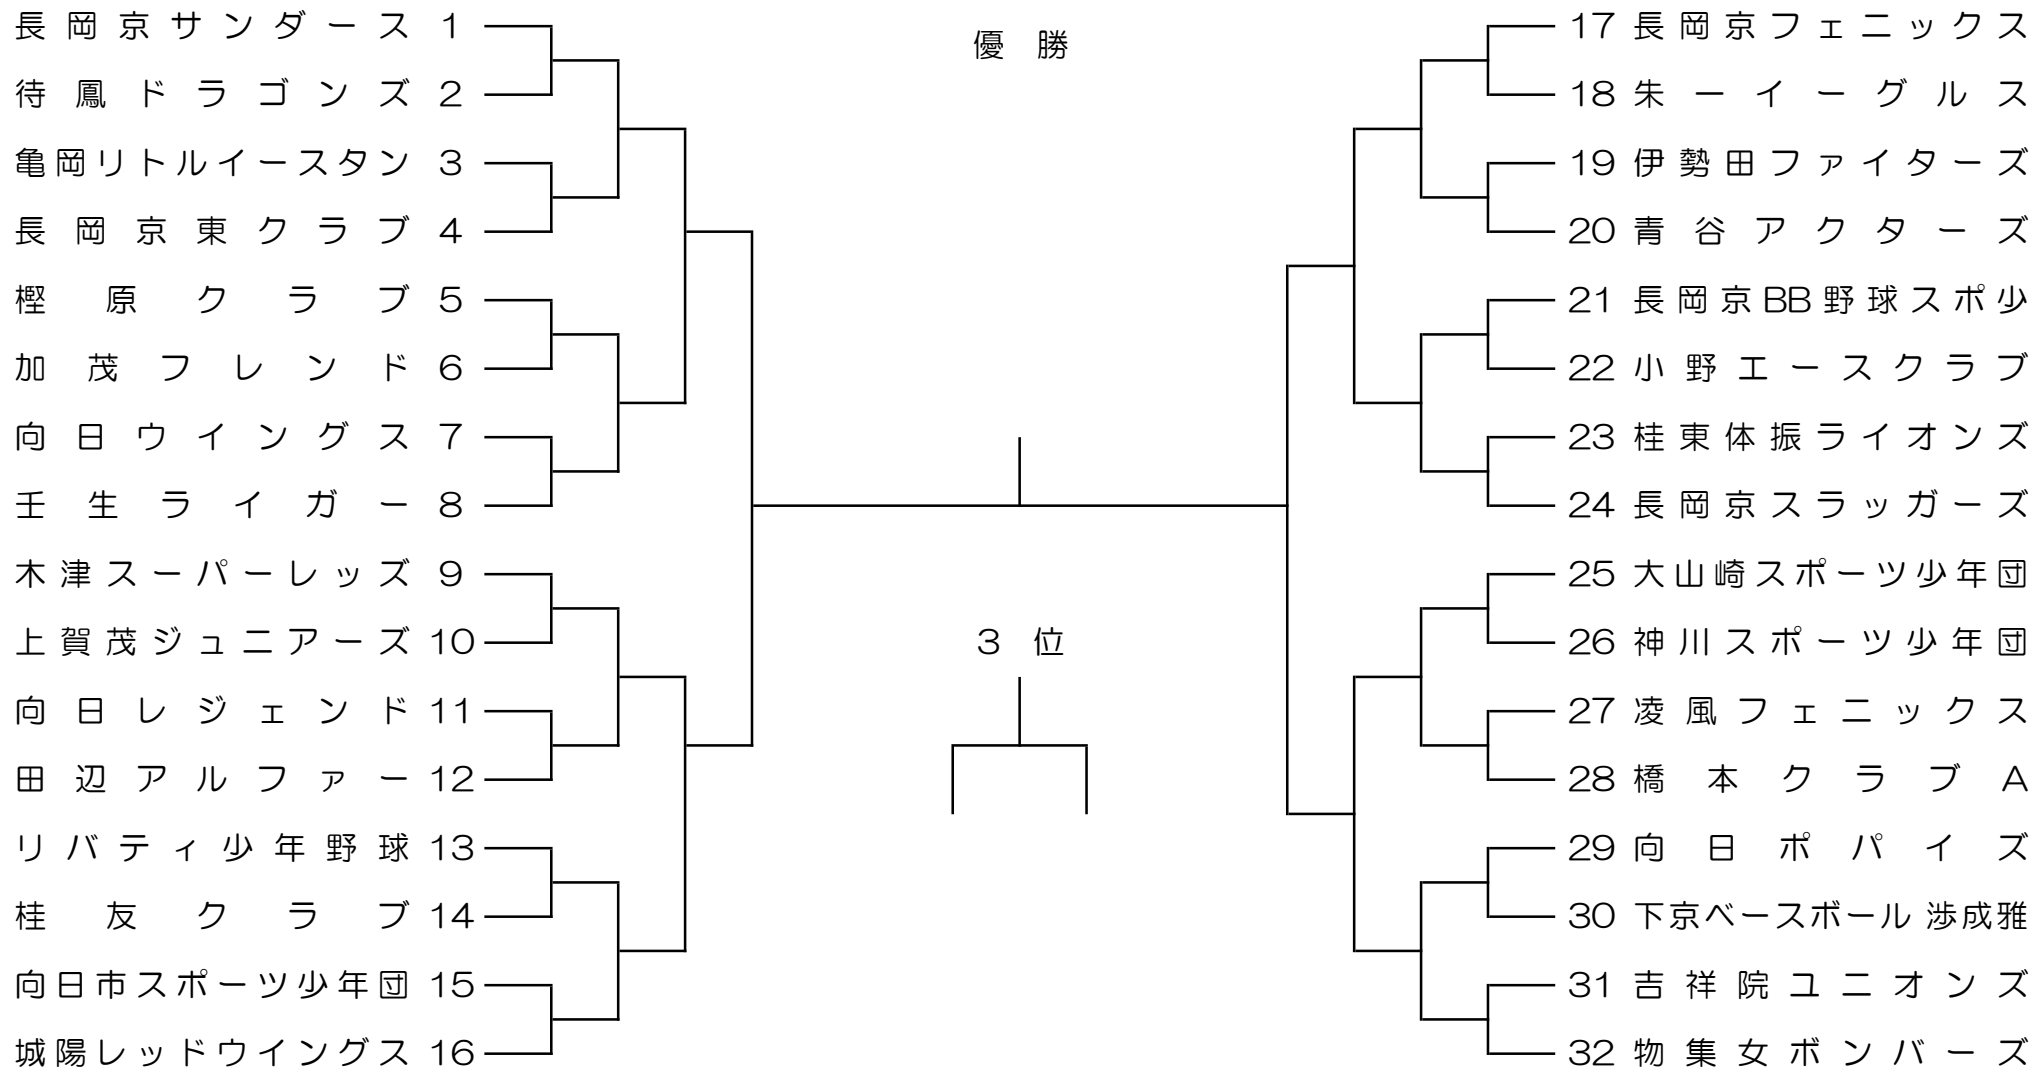 長岡京サンダース 1
待鳳ドラゴンズ 2
亀岡リトルイースタン 3
長岡京東クラブ 4
樫原クラブ 5
加茂フレンド 6
向日ウイングス 7
壬生ライガー 8
木津スーパーレッズ 9
上賀茂ジュニアーズ 10
向日レジェンド 11
田辺アルファー 12
リバティ少年野球 13
桂友クラブ 14
向日市スポーツ少年団 15
城陽レッドウイングス 16
優 勝
3 位
17 長岡京フェニックス
18 朱一イーグルス
19 伊勢田ファイターズ
20 青谷アクターズ
21 長岡京BB野球スポ少
22 小野エースクラブ
23 桂東体振ライオンズ
24 長岡京スラッガーズ
25 大山崎スポーツ少年団
26 神川スポーツ少年団
27 凌風フェニックス
28 橋本クラブA
29 向日ポパイズ
30 下京ベースボール 渉成雅
31 吉祥院ユニオンズ
32 物集女ボンバーズ